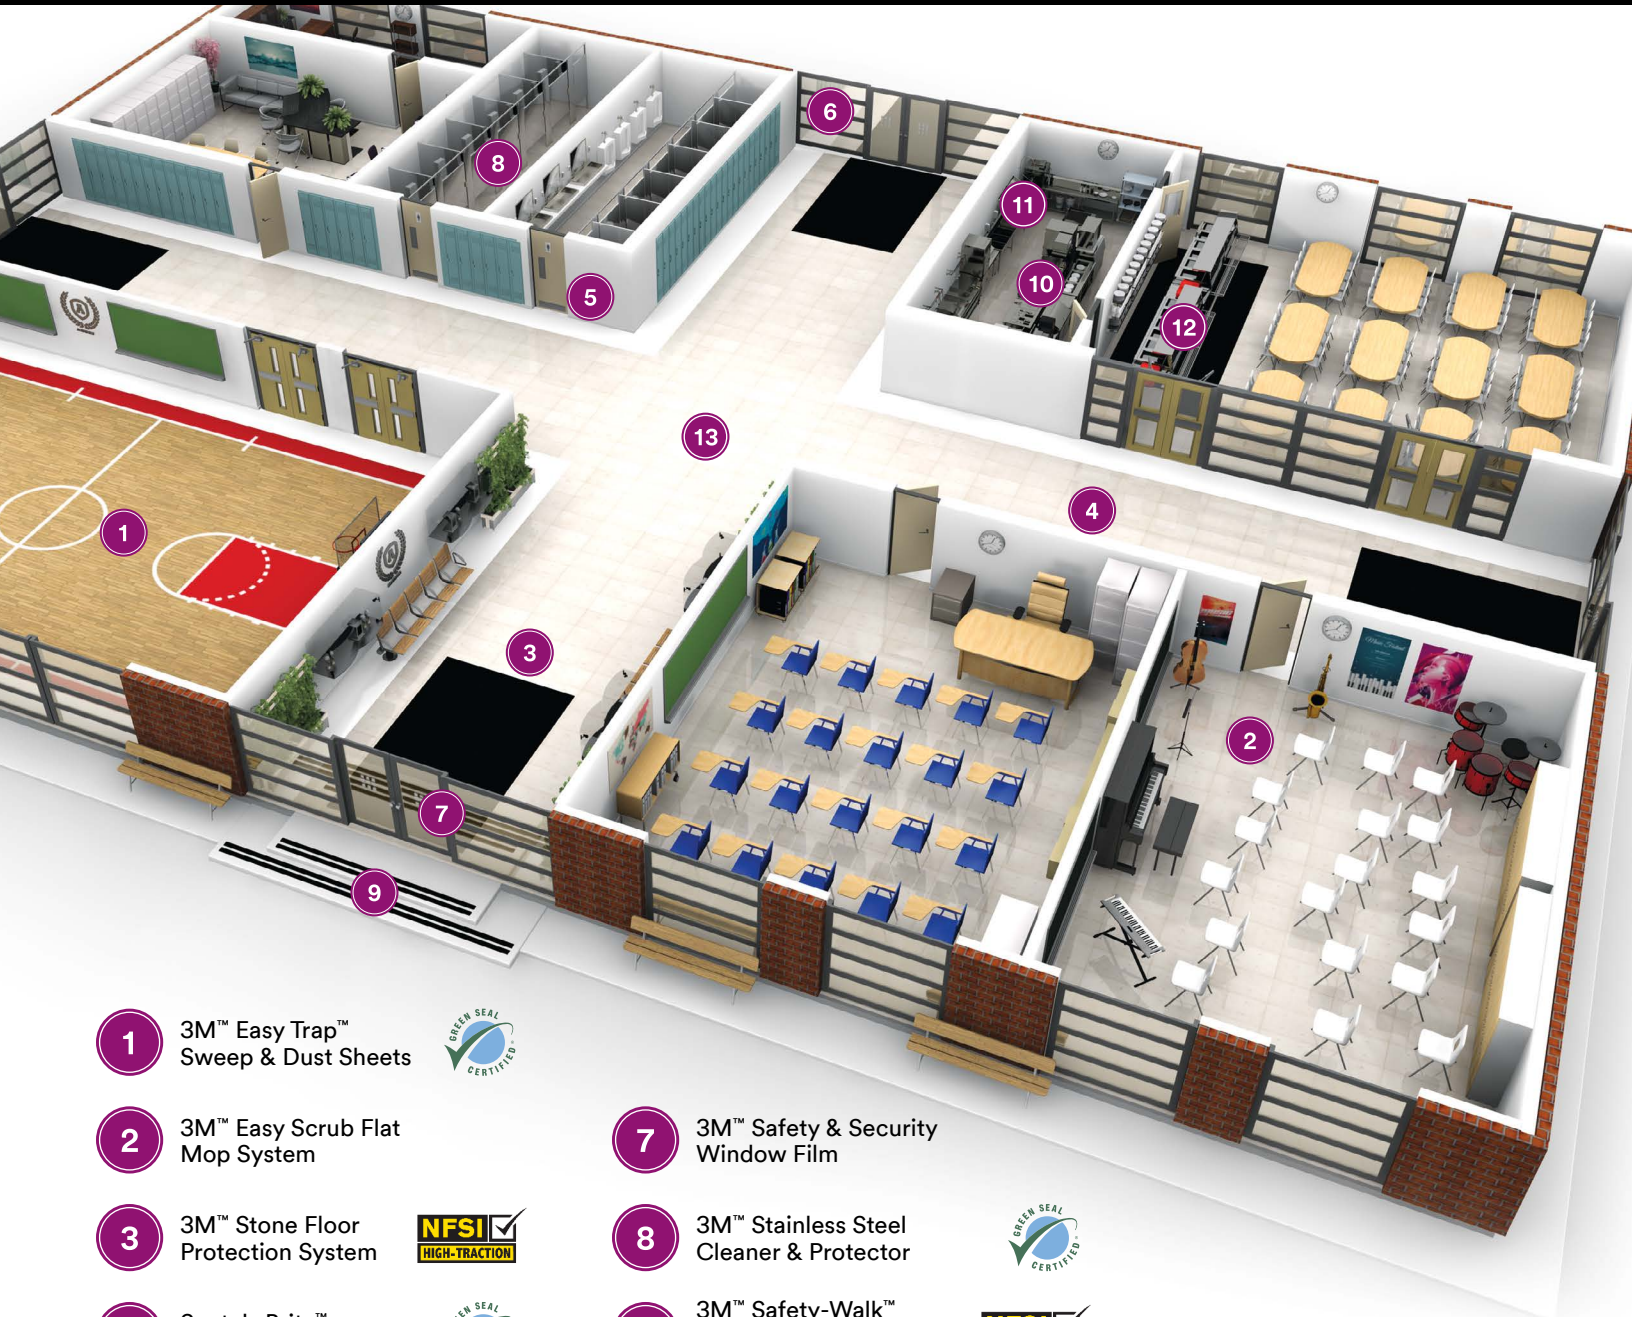 6
8
11
5
10
12
13
1
4
3
2
7
9
1
3M™ Easy Trap™
Sweep & Dust Sheets
GREEN SEAL
CERTIFIED
2
3M™ Easy Scrub Flat
Mop System
7
3M™ Safety & Security
Window Film
3
3M™ Stone Floor
Protection System
NFSI
HIGH-TRACTION
8
3M™ Stainless Steel
Cleaner & Protector
GREEN SEAL
CERTIFIED
3M™ Safety-Walk™